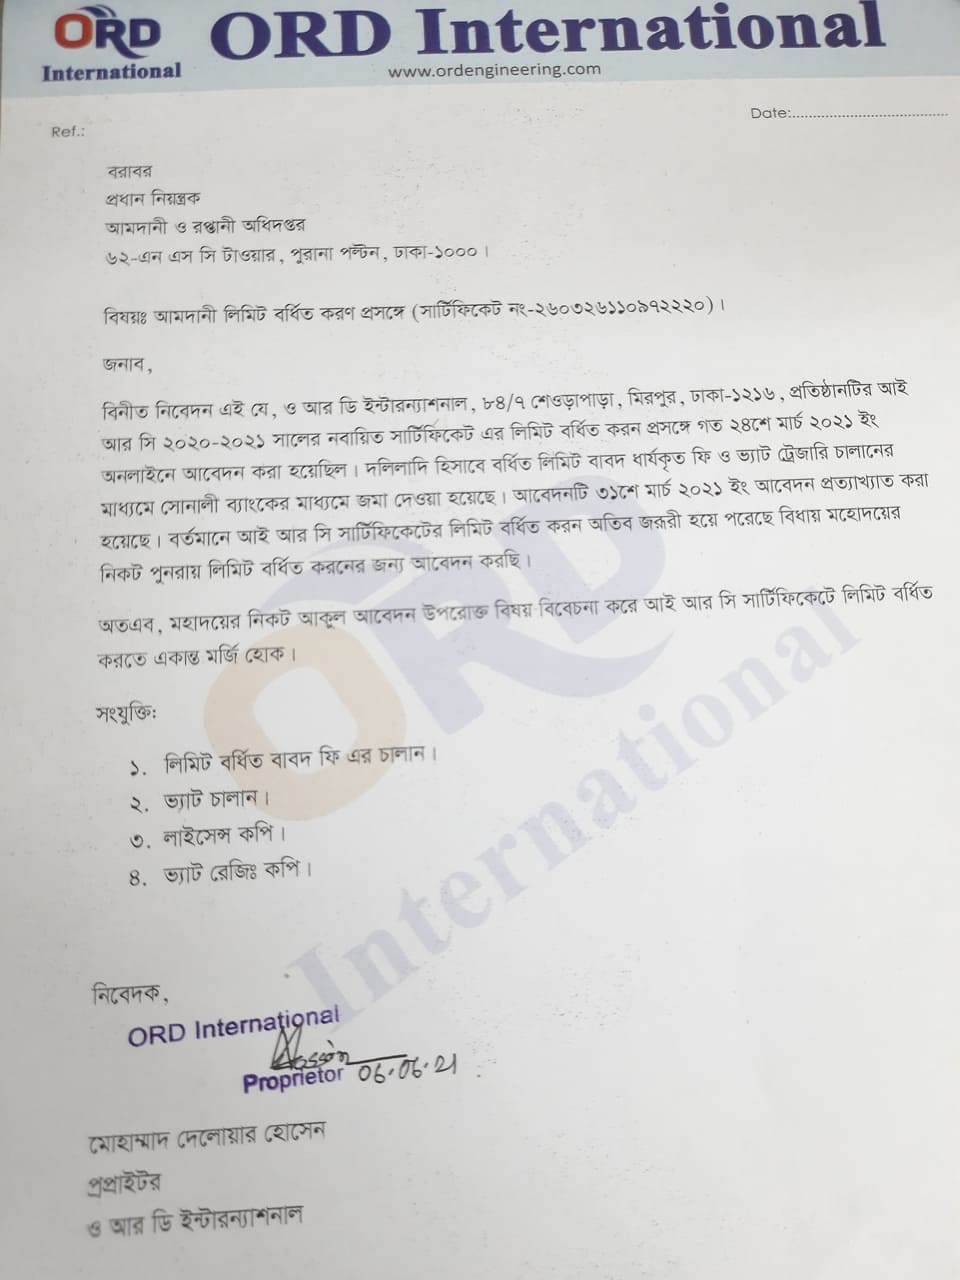 ORD
International
ORD International
www.ordengineering.com
Ref.:
Date:
বরাবর
প্রধান নিয়ন্ত্রক
আমদানী ও রপ্তানী অধিদপ্তর
৬২-এন এস সি টাওয়ার, পুরানা পল্টন, ঢাকা-১০০০।
বিষয়ঃ আমদানী লিমিট বর্ধিত করণ প্রসঙ্গে (সার্টিফিকেট নং-২৬০৩২৬১১০৯৭২২২০)।
জনাব,
বিনীত নিবেদন এই যে, ও আর ডি ইন্টারন্যাশনাল, ৮৪/৭ শেওড়াপাড়া, মিরপুর, ঢাকা-১২১৬, প্রতিষ্ঠানটির আই
আর সি ২০২০-২০২১ সালের নবায়িত সার্টিফিকেট এর লিমিট বর্ধিত করন প্রসঙ্গে গত ২৪শে মার্চ ২০২১ ইং
অনলাইনে আবেদন করা হয়েছিল। দলিলাদি হিসাবে বর্ধিত লিমিট বাবদ ধার্যকৃত ফি ও ভ্যাট ট্রেজারি চালানের
মাধ্যমে সোনালী ব্যাংকের মাধ্যমে জমা দেওয়া হয়েছে। আবেদনটি ৩১শে মার্চ ২০২১ ইং আবেদন প্রত্যাখ্যাত করা
হয়েছে। বর্তমানে আই আর সি সার্টিফিকেটের লিমিট বর্ধিত করন অতিব জরূরী হয়ে পরেছে বিধায় মহোদয়ের
নিকট পুনরায় লিমিট বর্ধিত করনের জন্য আবেদন করছি।
অতএব, মহাদয়ের নিকট আকুল আবেদন উপরোক্ত বিষয় বিবেচনা করে আই আর সি সার্টিফিকেটে লিমিট বর্ধিত
করতে একান্ত মর্জি হোক।
সংযুক্তি:
১. লিমিট বর্ধিত বাবদ ফি এর চালান।
২. ভ্যাট চালান।
৩. লাইসেন্স কপি।
৪. ভ্যাট রেজিঃ কপি।
ORD
International
নিবেদক,
ORD International
Proprietor 06.06.21
মোহাম্মাদ দেলোয়ার হোসেন
প্রপ্রাইটর
ও আর ডি ইন্টারন্যাশনাল